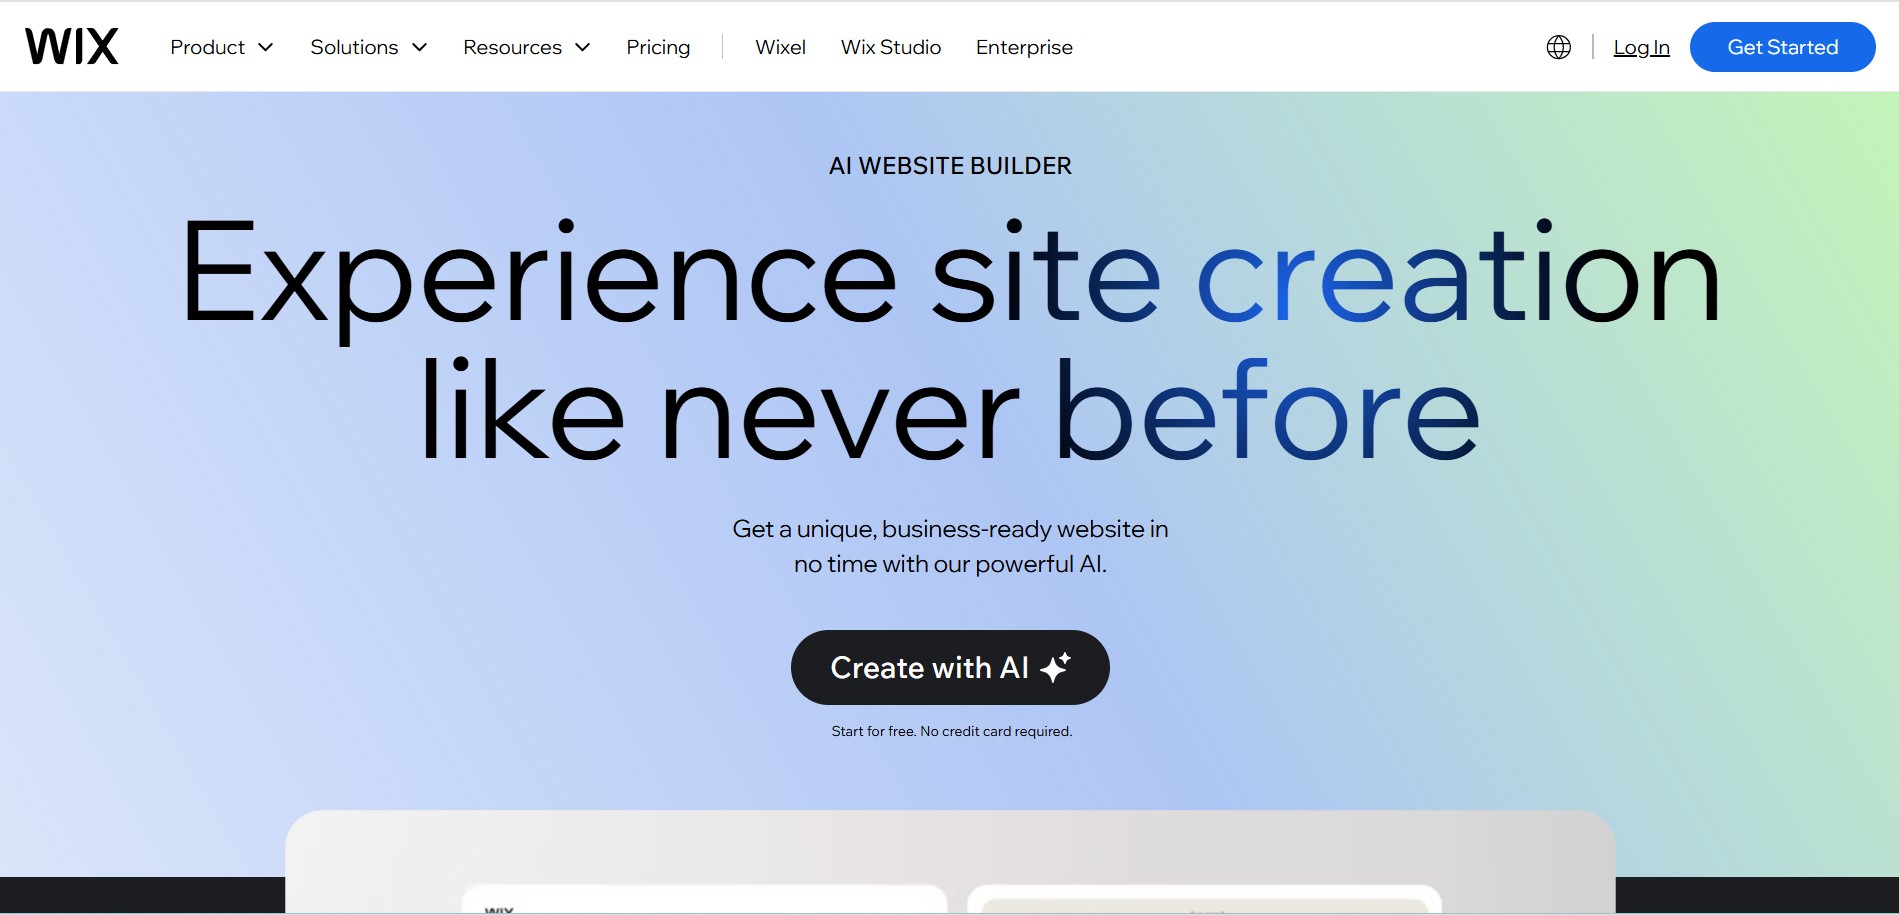 WIX Product Solutions Resources Pricing Wixel Wix Studio Enterprise Log In Get Started
AI WEBSITE BUILDER
Experience site creation
like never before
Get a unique, business-ready website in
no time with our powerful AI.
Create with AI
Start for free. No credit card required.
WIX